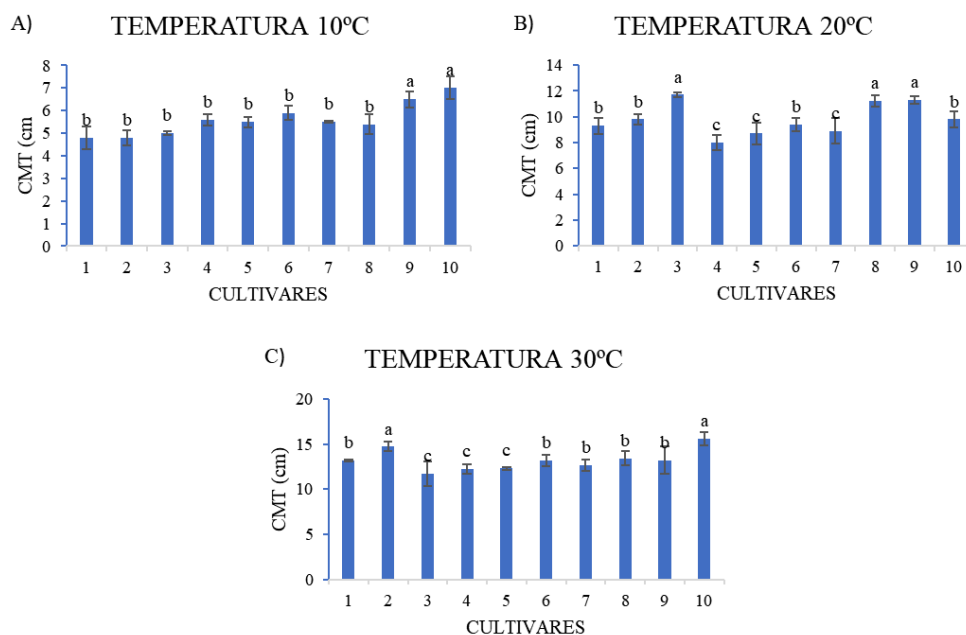 A)
TEMPERATURA 10ºC
8
7
6
5
4
3
2
1
0
CMT (cm
b b b b b b b b a a
1 2 3 4 5 6 7 8 9 10
CULTIVARES
B)
TEMPERATURA 20ºC
14
12
10
8
6
4
2
0
CMT (cm)
b b a c c b c a a b
1 2 3 4 5 6 7 8 9 10
CULTIVARES
C)
TEMPERATURA 30ºC
20
15
10
5
0
CMT (cm)
b a c c c b b b b a
1 2 3 4 5 6 7 8 9 10
CULTIVARES